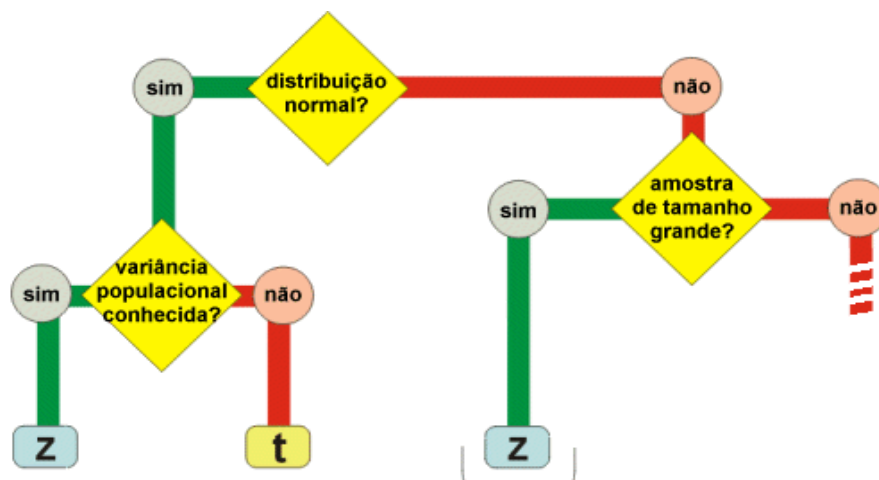 sim
distribuição
normal?
não
sim
amostra
de tamanho
grande?
não
sim
variância
populacional
conhecida?
não
z
t
z